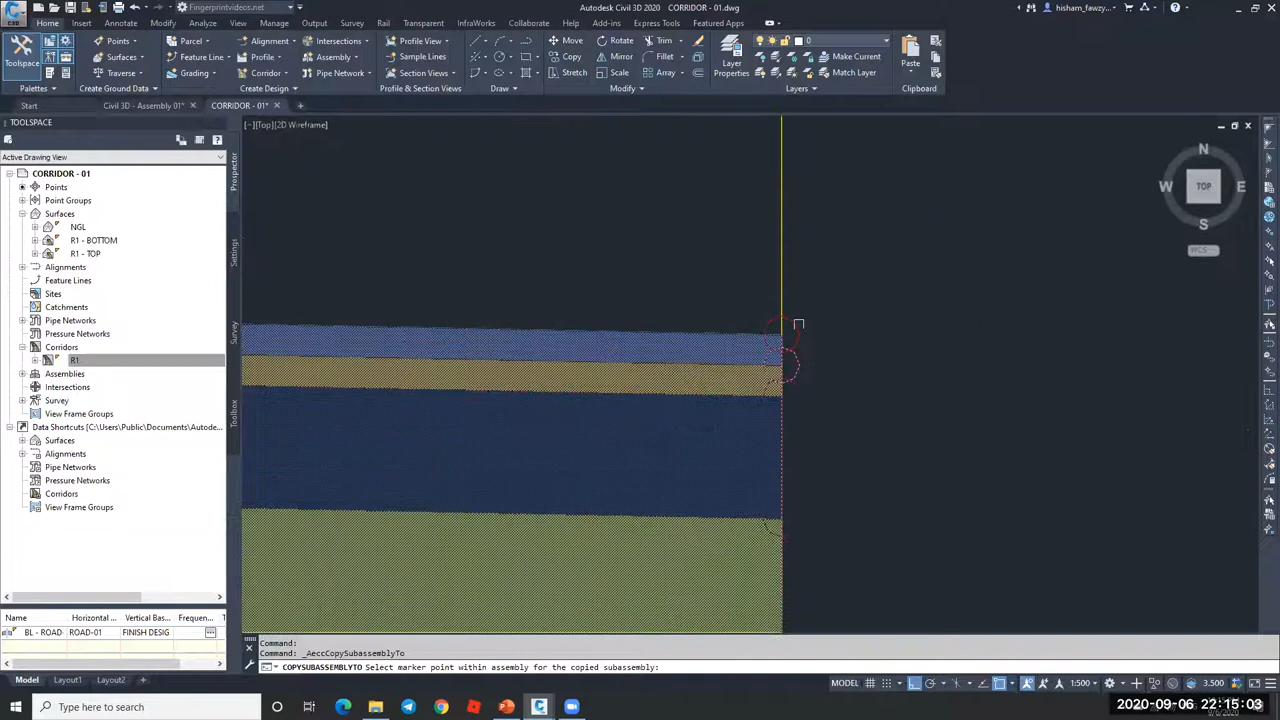 C3D
Fingerprintvideos.net
Autodesk Civil 3D 2020 CORRIDOR - 01.dwg
hisham_fawzy...
Home Insert Annotate Modify Analyze View Manage Output Survey Rail Transparent InfraWorks Collaborate Help Add-ins Express Tools Featured Apps
Toolspace
Points
Surfaces
Traverse
Parcel
Feature Line
Grading
Alignment
Profile
Corridor
Intersections
Assembly
Pipe Network
Profile View
Sample Lines
Section Views
Move
Copy
Stretch
Rotate
Mirror
Scale
Trim
Fillet
Array
Layer
Properties
0
Make Current
Match Layer
Paste
Palettes
Create Ground Data
Create Design
Profile & Section Views
Draw
Modify
Layers
Clipboard
Start
Civil 3D - Assembly 01*
CORRIDOR - 01*
TOOLSPACE
Active Drawing View
CORRIDOR - 01
Points
Point Groups
Surfaces
NGL
R1 - BOTTOM
R1 - TOP
Alignments
Feature Lines
Sites
Catchments
Pipe Networks
Pressure Networks
Corridors
R1
Assemblies
Intersections
Survey
View Frame Groups
Data Shortcuts [C:\Users\Public\Documents\Autode...
Surfaces
Alignments
Pipe Networks
Pressure Networks
Corridors
View Frame Groups
Prospector
Settings
Survey
Toolbox
[−][Top][2D Wireframe]
N
W TOP E
S
WCS
Name Horizontal Vertical Bas... Frequen... T
BL - ROAD- ROAD-01 FINISH DESIG
Command:
Command: _AeccCopySubassemblyTo
COPYSUBASSEMBLYTO Select marker point within assembly for the copied subassembly:
Model Layout1 Layout2
MODEL 1:500 3.500
Type here to search
2020-09-06 22:15:03